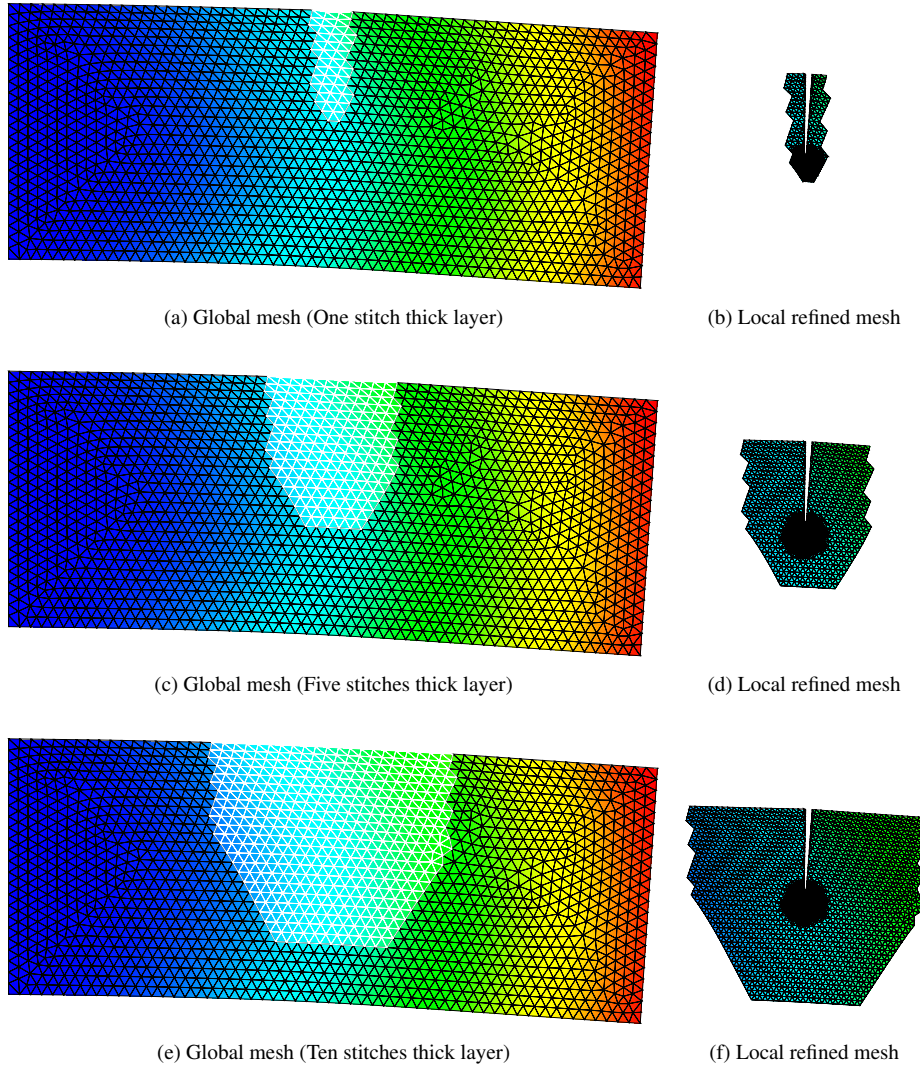 (a) Global mesh (One stitch thick layer)
(b) Local refined mesh
(c) Global mesh (Five stitches thick layer)
(d) Local refined mesh
(e) Global mesh (Ten stitches thick layer)
(f) Local refined mesh